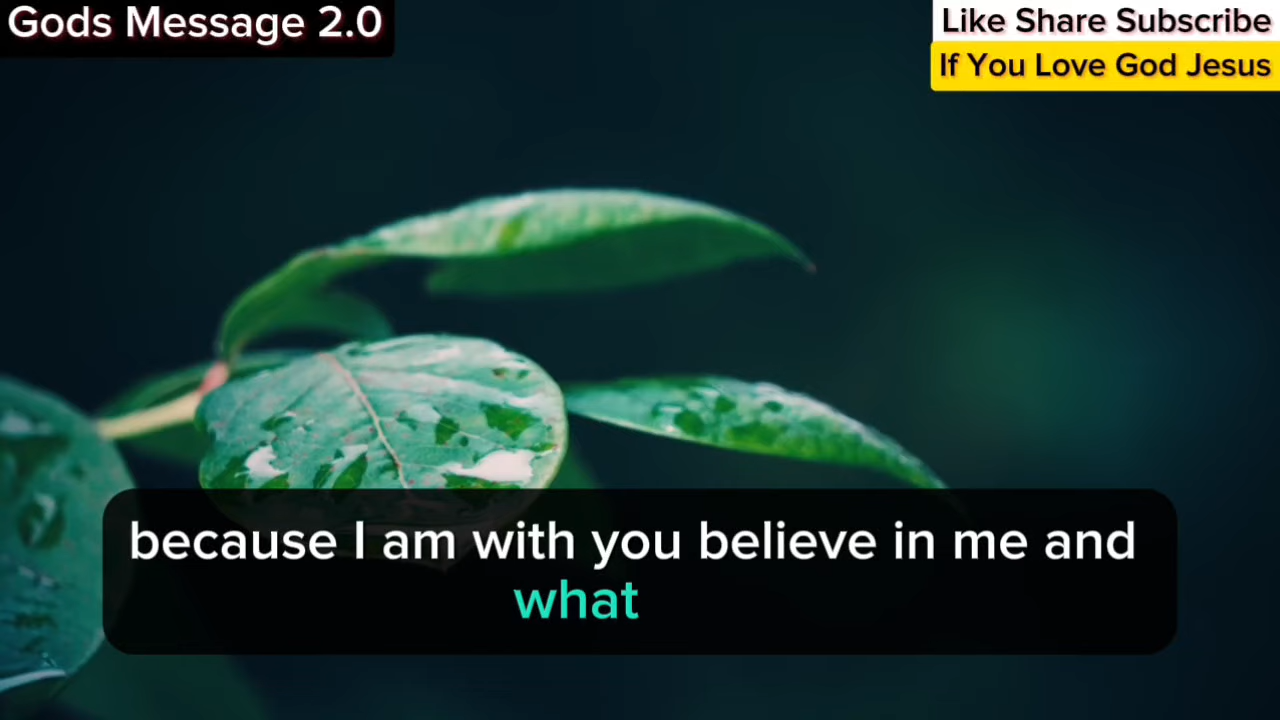 Gods Message 2.0
Like Share Subscribe
If You Love God Jesus
because I am with you believe in me and
what